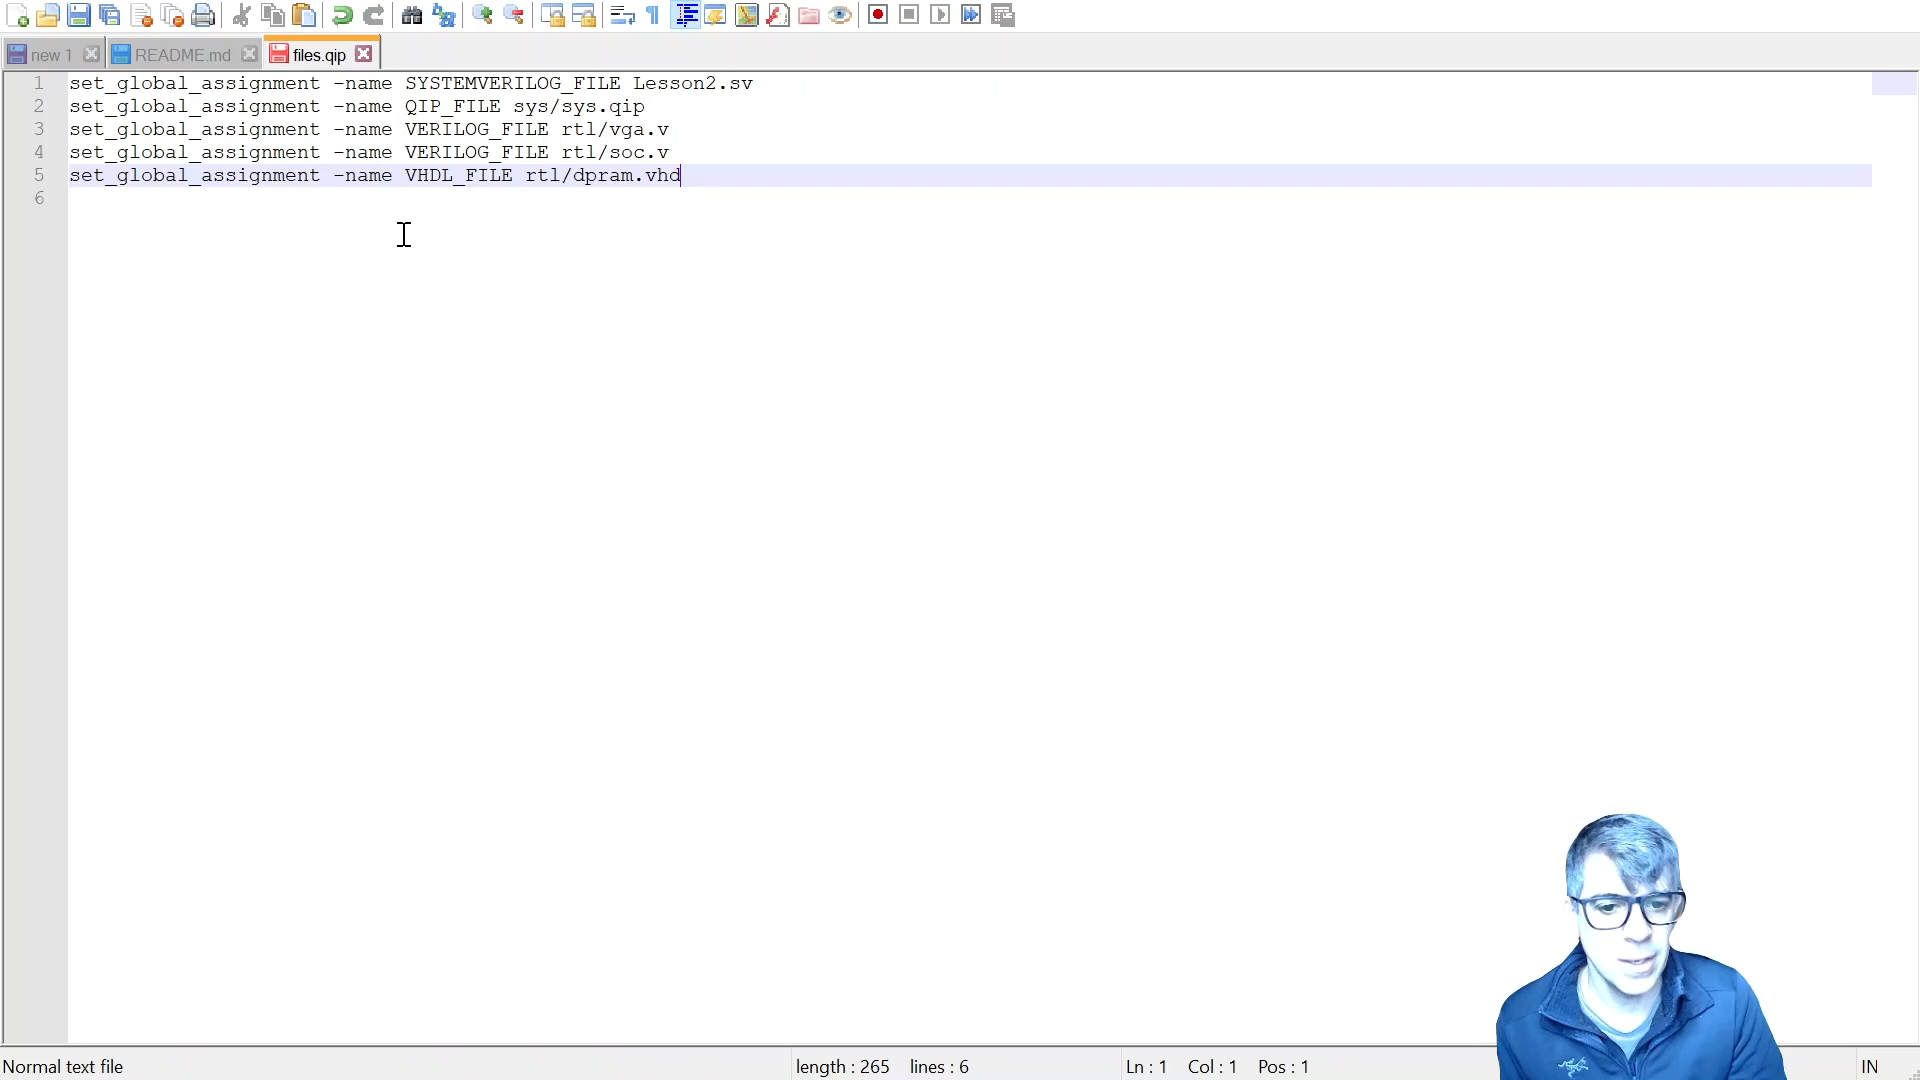 new 1 README.md files.qip
1 set_global_assignment -name SYSTEMVERILOG_FILE Lesson2.sv
2 set_global_assignment -name QIP_FILE sys/sys.qip
3 set_global_assignment -name VERILOG_FILE rtl/vga.v
4 set_global_assignment -name VERILOG_FILE rtl/soc.v
5 set_global_assignment -name VHDL_FILE rtl/dpram.vhd
6
Normal text file length : 265 lines : 6 Ln : 1 Col : 1 Pos : 1 IN